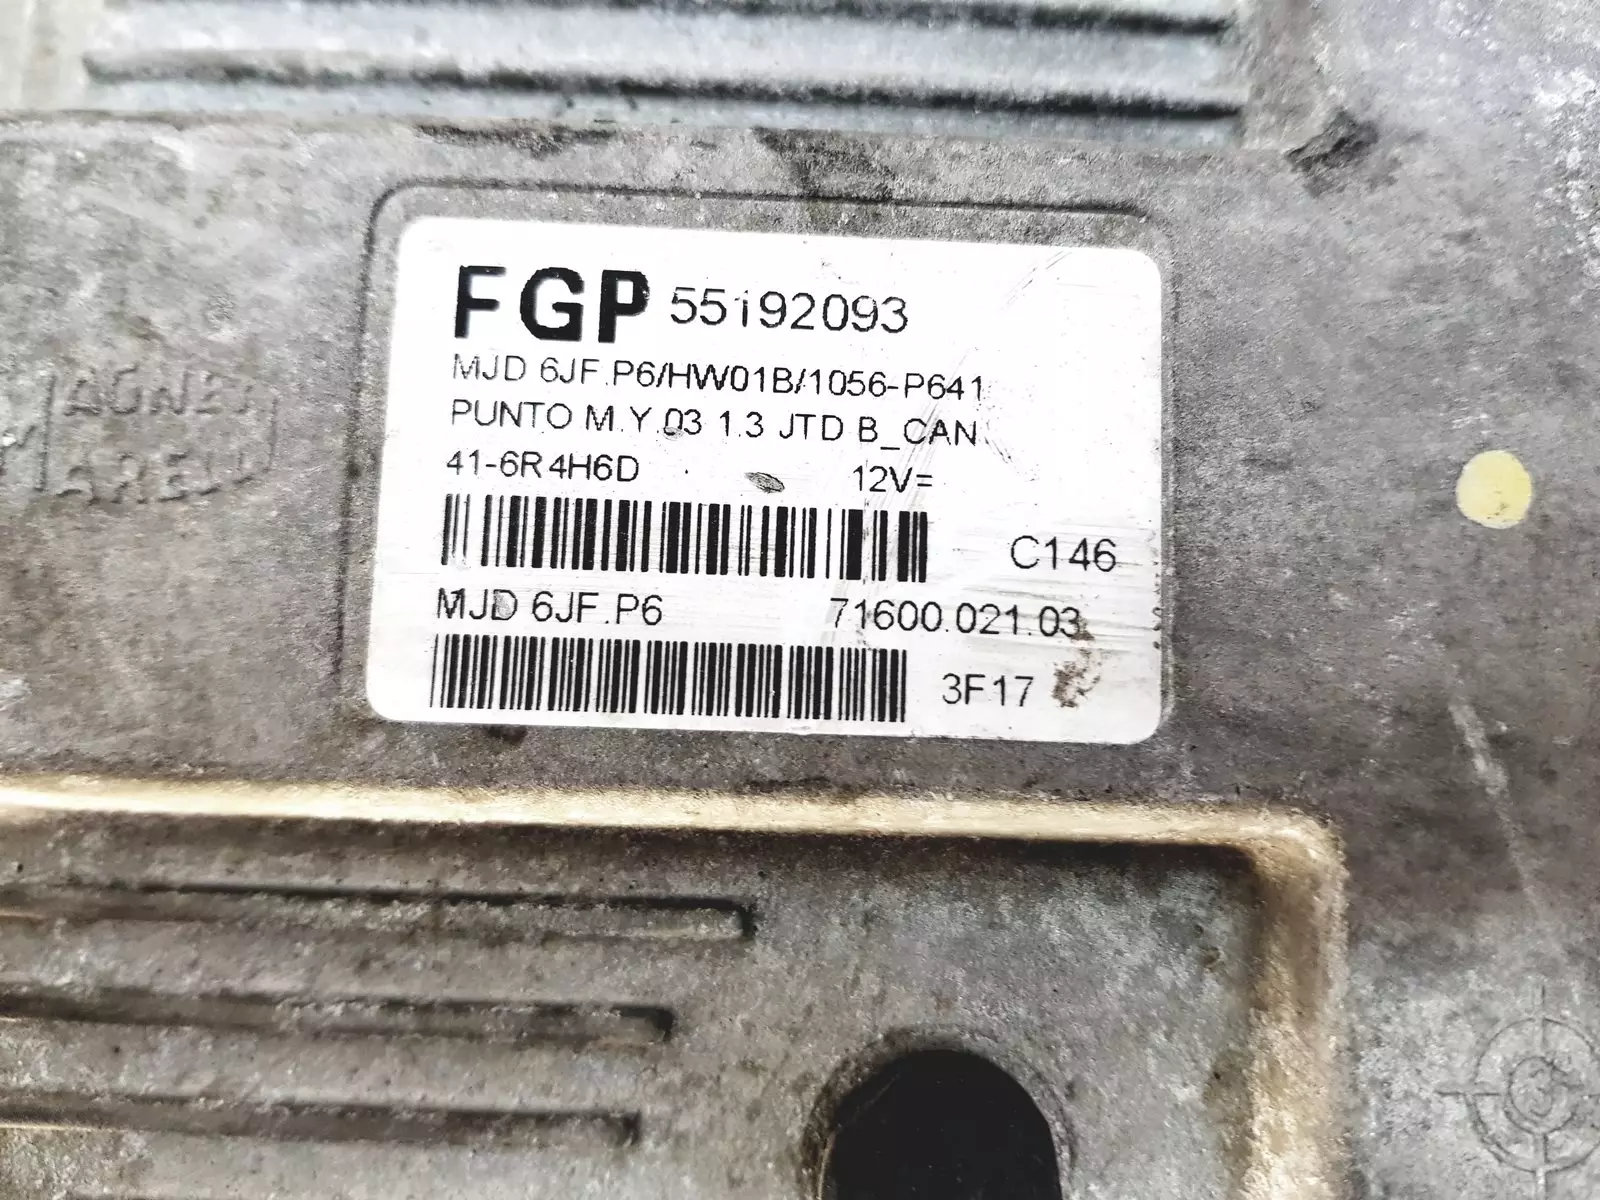 FGP 55192093
MJD 6JF.P6/HW01B/1056-P641
PUNTO M.Y.03 1.3 JTD B_CAN
41-6R4H6D 12V=
C146
MJD 6JF.P6 71600.021.03
3F17